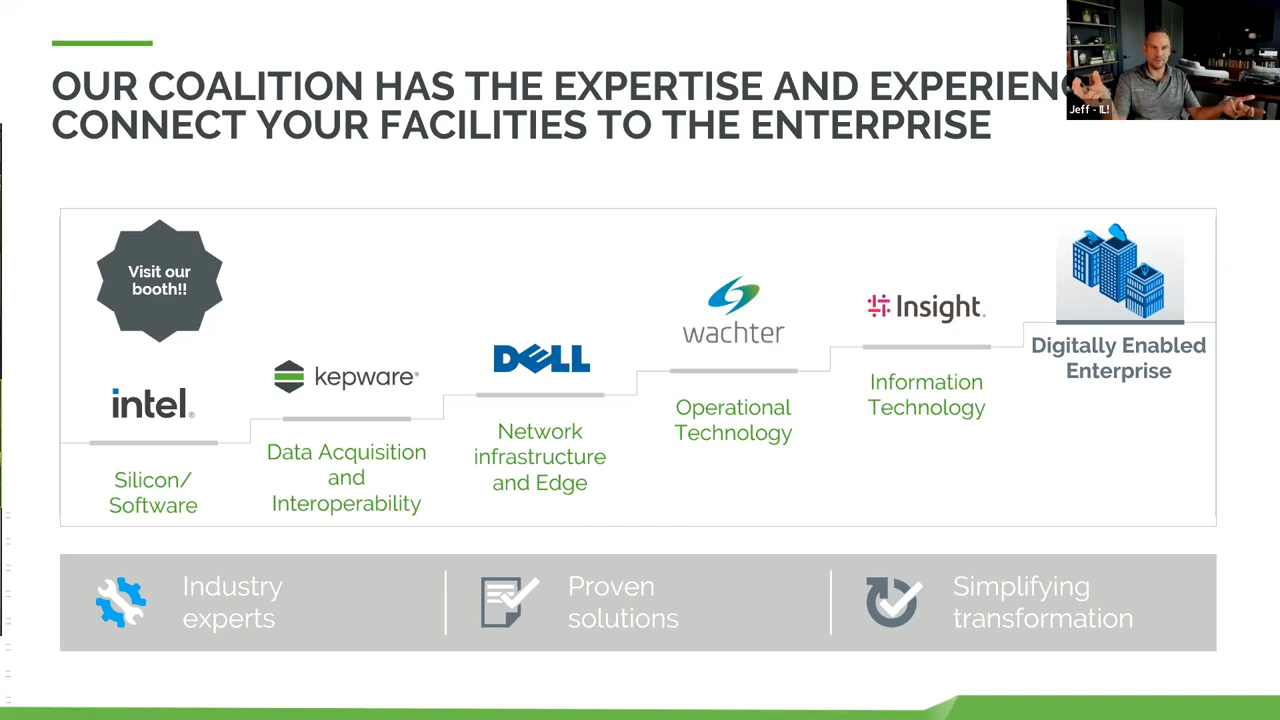 OUR COALITION HAS THE EXPERTISE AND
CONNECT YOUR FACILITIES TO THE ENTERPRISE
Jeff - IL!
Visit our
booth!!
intel®
Silicon/
Software
kepware®
Data Acquisition
and
Interoperability
DELL
Network
infrastructure
and Edge
wachter
Operational
Technology
Insight.
Information
Technology
Digitally Enabled
Enterprise
Industry
experts
Proven
solutions
Simplifying
transformation